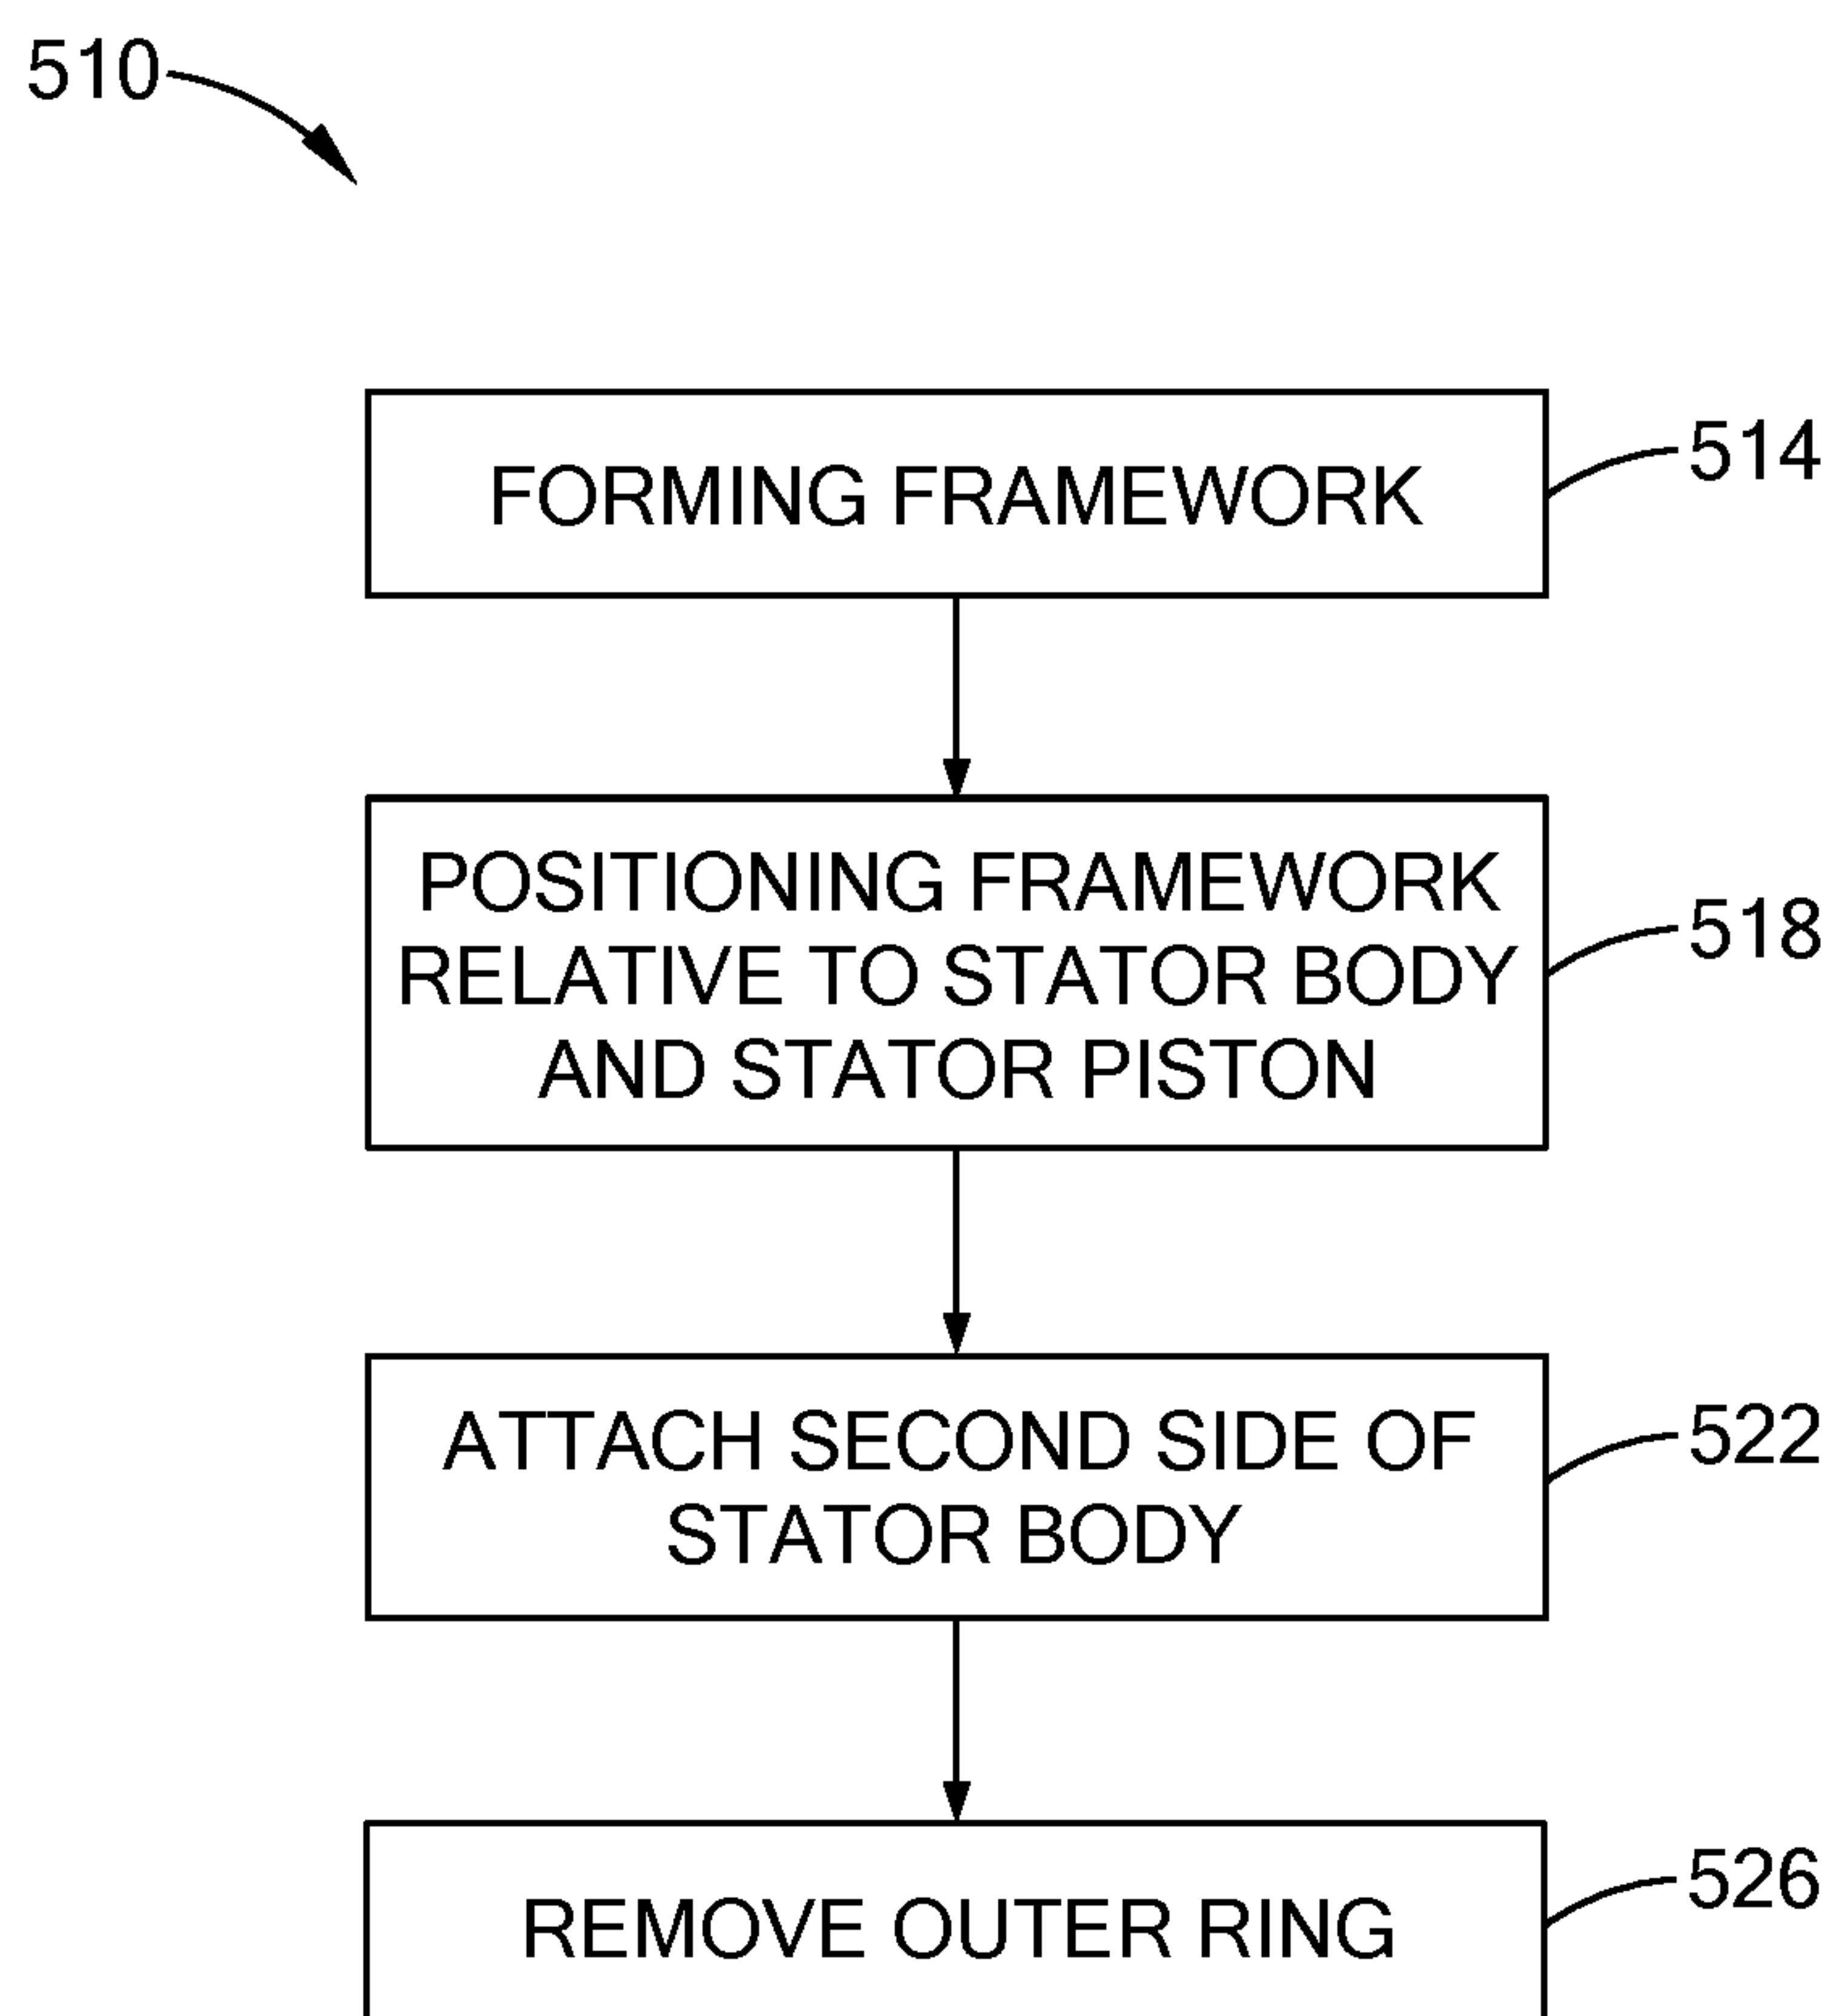 510
FORMING FRAMEWORK
514
POSITIONING FRAMEWORK
RELATIVE TO STATOR BODY
AND STATOR PISTON
518
ATTACH SECOND SIDE OF
STATOR BODY
522
REMOVE OUTER RING
526